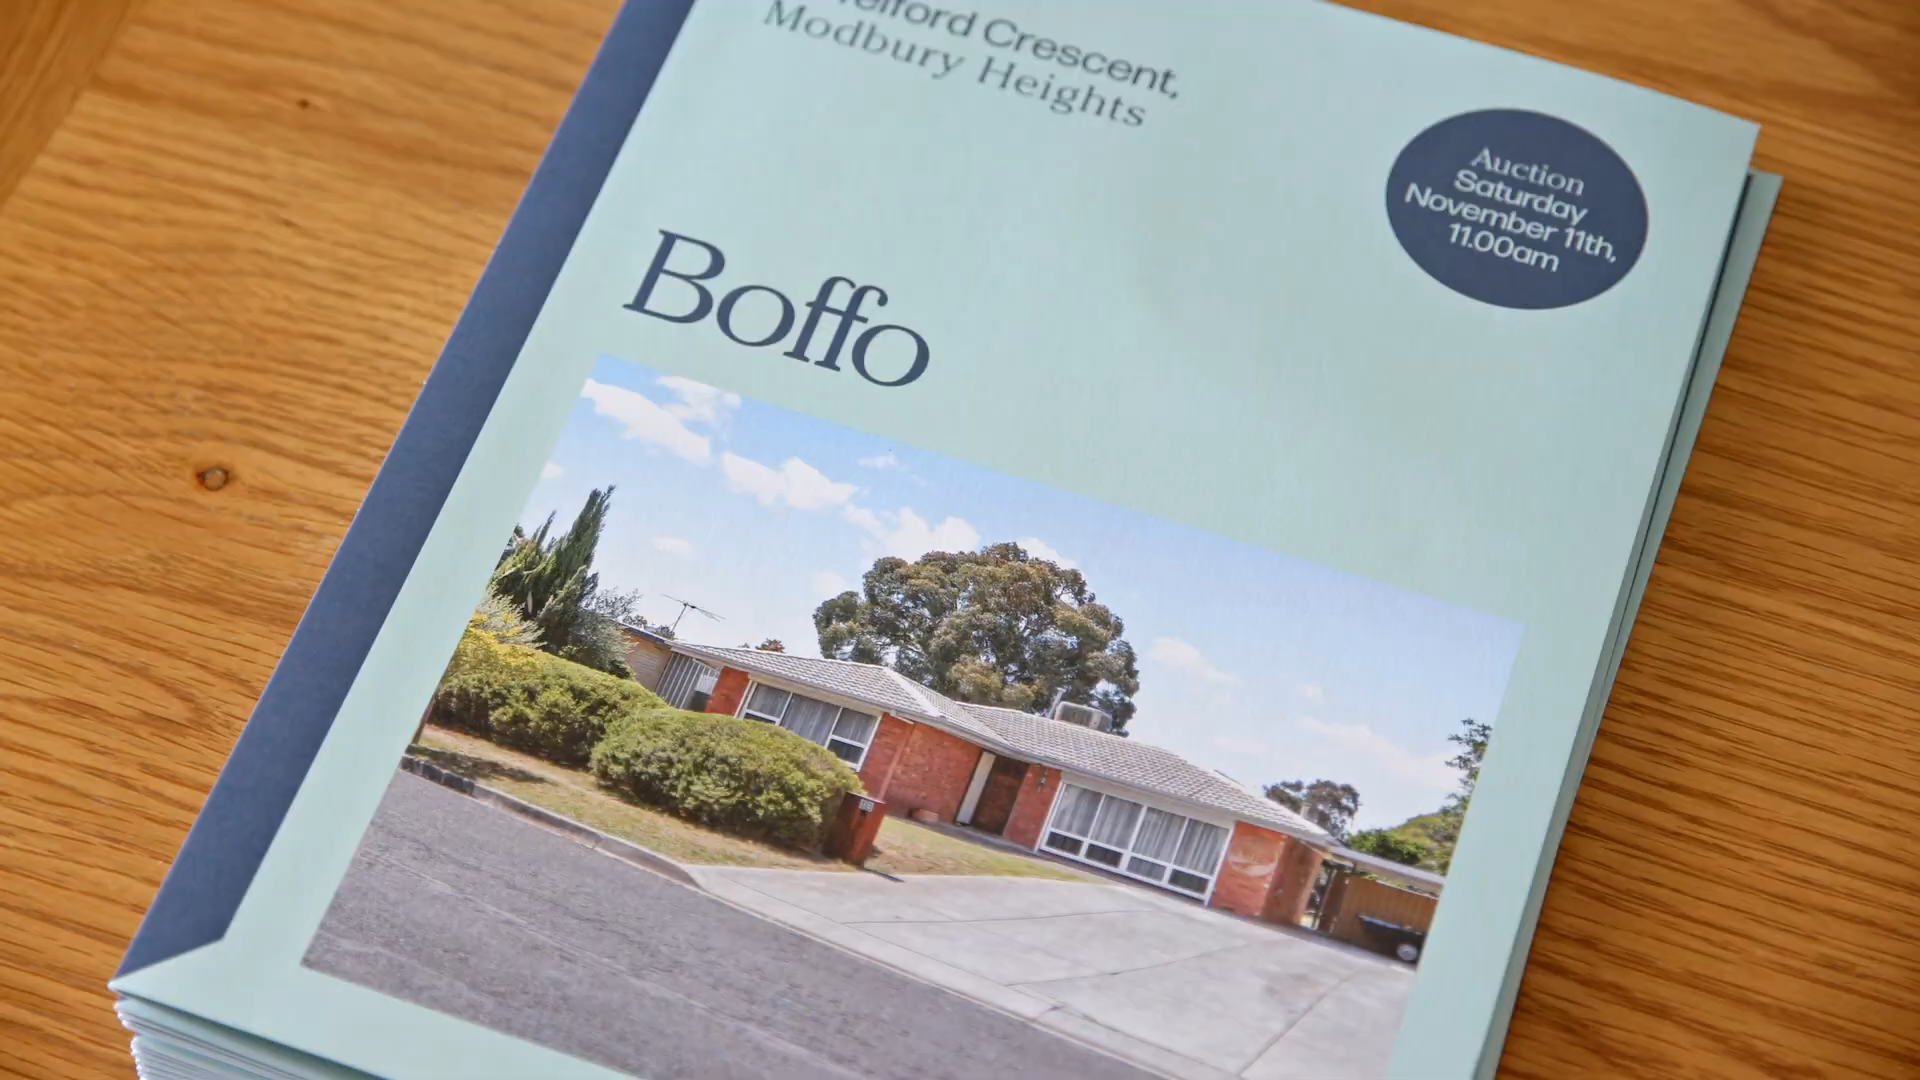 Crescent,
Modbury Heights
Auction
Saturday
November 11th,
11.00am
Boffo